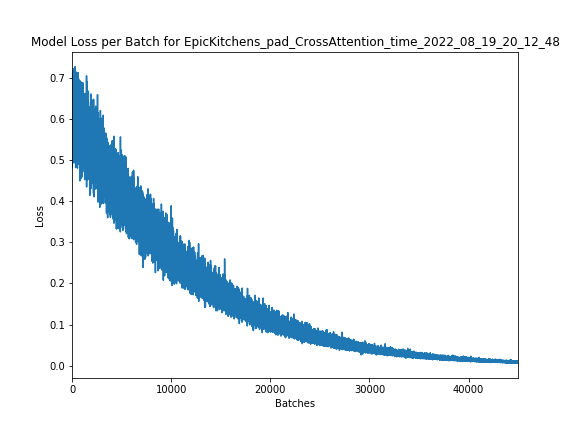 Model Loss per Batch for EpicKitchens_pad_CrossAttention_time_2022_08_19_20_12_48
0.7
0.6
0.5
0.4
0.3
0.2
0.1
0.0
Loss
0 10000 20000 30000 40000
Batches